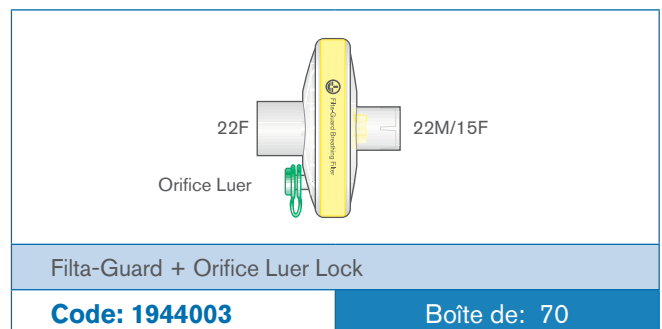 Filta-Guard Breathing Filter
22F
22M/15F
Orifice Luer
Filta-Guard + Orifice Luer Lock
Code: 1944003
Boîte de: 70